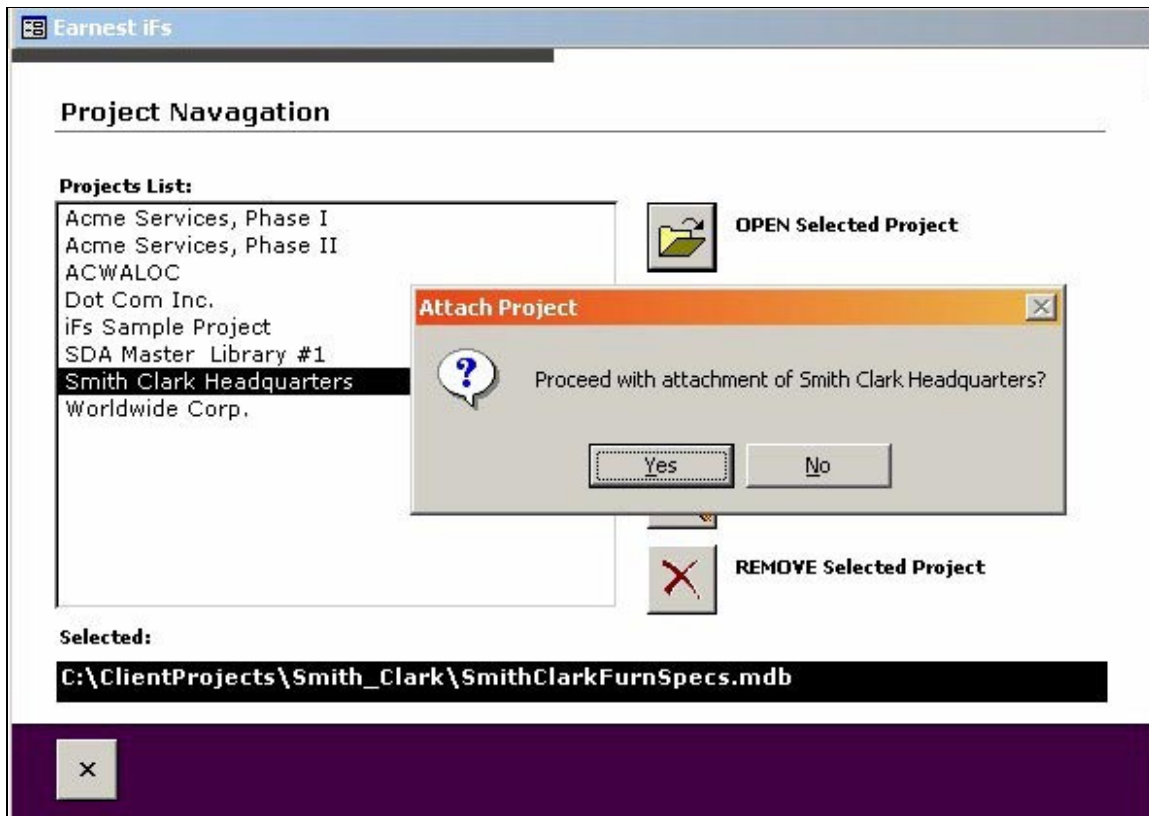 Earnest iFs
Project Navagation
Projects List:
Acme Services, Phase I
Acme Services, Phase II
ACWALOC
Dot Com Inc.
iFs Sample Project
SDA Master  Library #1
Smith Clark Headquarters
Worldwide Corp.
OPEN Selected Project
Attach Project
?
Proceed with attachment of Smith Clark Headquarters?
Yes
No
REMOVE Selected Project
Selected:
C:\ClientProjects\Smith_Clark\SmithClarkFurnSpecs.mdb